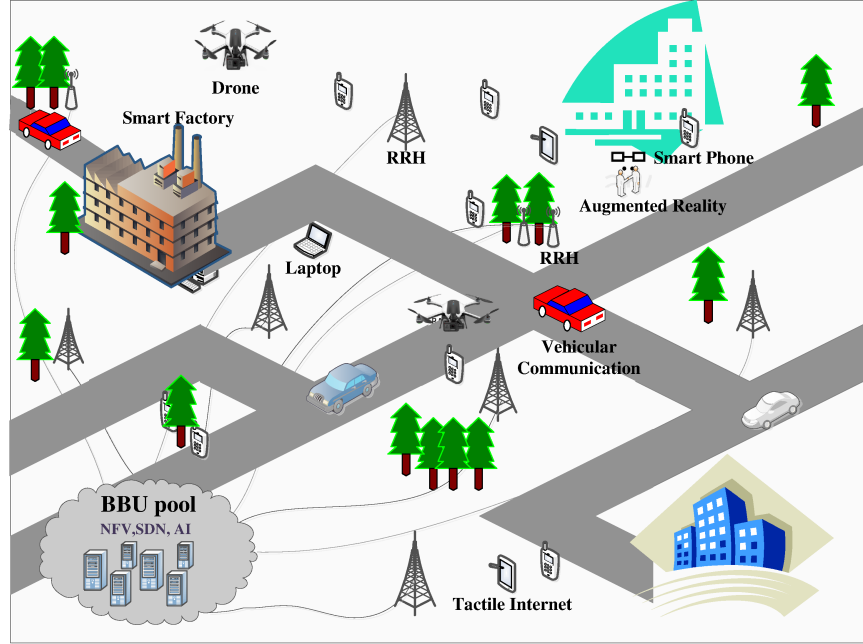 Drone
Smart Factory
RRH
Smart Phone
Augmented Reality
RRH
Laptop
Vehicular
Communication
BBU pool
NFV,SDN, AI
Tactile Internet